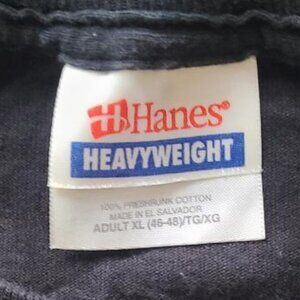 Hanes®
HEAVYWEIGHT
100% PRESHRUNK COTTON
MADE IN EL SALVADOR
ADULT XL (46-48)/TG/XG